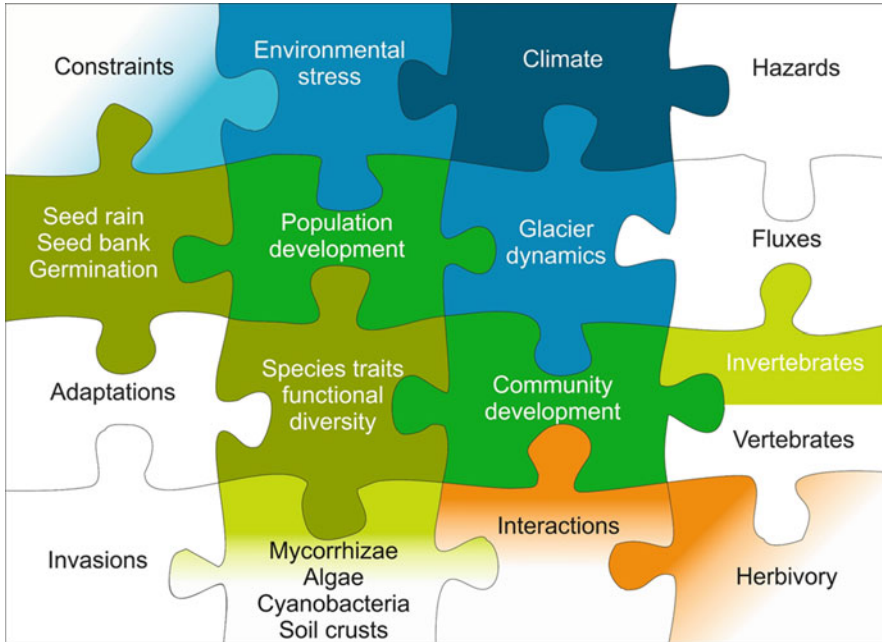 Constraints
Environmental
stress
Climate
Hazards
Seed rain
Seed bank
Germination
Population
development
Glacier
dynamics
Fluxes
Adaptations
Species traits
functional
diversity
Community
development
Invertebrates
Vertebrates
Invasions
Mycorrhizae
Algae
Cyanobacteria
Soil crusts
Interactions
Herbivory